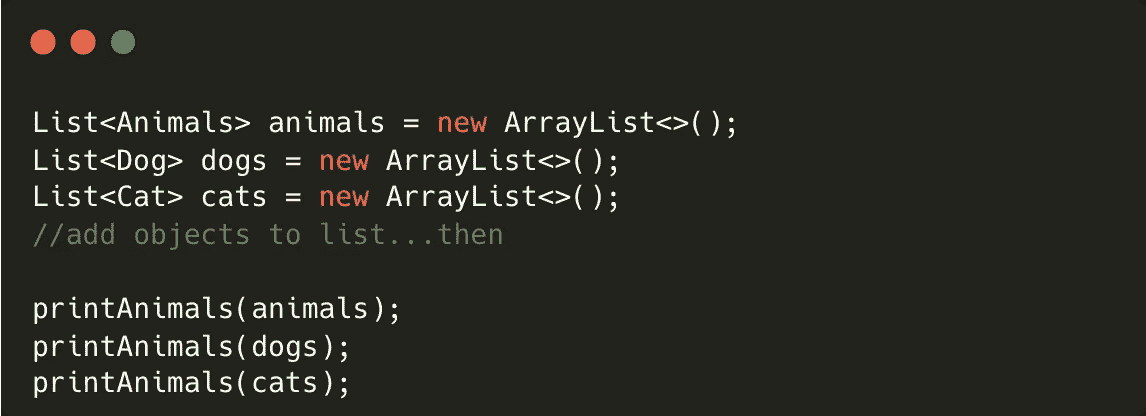 List<Animals> animals = new ArrayList<>();
List<Dog> dogs = new ArrayList<>();
List<Cat> cats = new ArrayList<>();
//add objects to list...then
printAnimals(animals);
printAnimals(dogs);
printAnimals(cats);